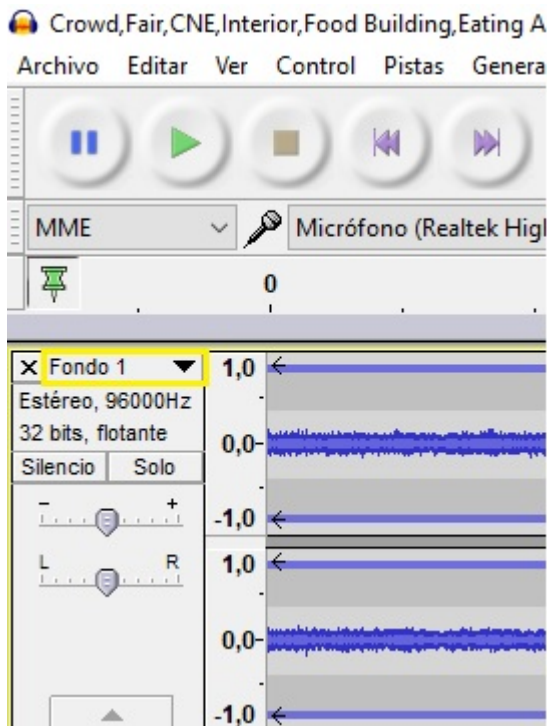 Crowd,Fair,CNE,Interior,Food Building,Eating A
Archivo Editar Ver Control Pistas Genera
MME Micrófono (Realtek Higl
0
X Fondo 1 1,0
Estéreo, 96000Hz
32 bits, flotante 0,0-
Silencio Solo
- + -1,0
L R 1,0
0,0-
-1,0